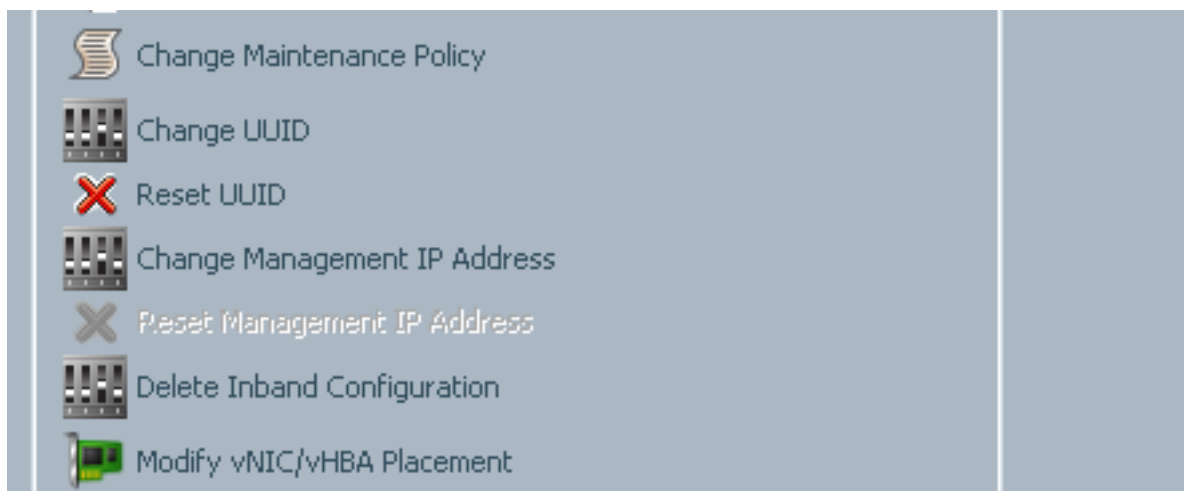 Change Maintenance Policy
Change UUID
Reset UUID
Change Management IP Address
Reset Management IP Address
Delete Inband Configuration
Modify vNIC/vHBA Placement